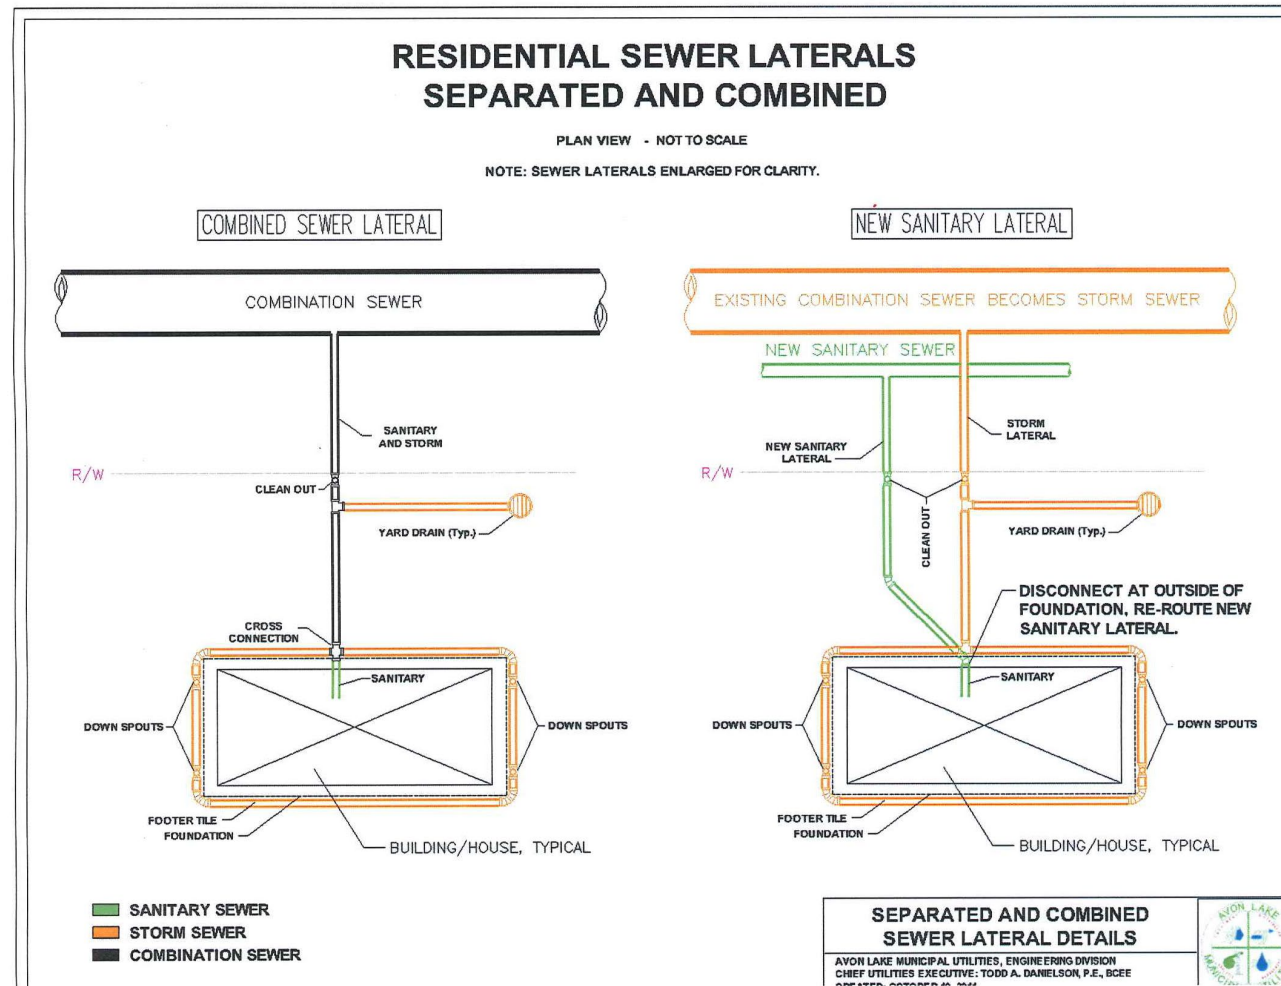 RESIDENTIAL SEWER LATERALS
SEPARATED AND COMBINED
PLAN VIEW - NOT TO SCALE
NOTE: SEWER LATERALS ENLARGED FOR CLARITY.
COMBINED SEWER LATERAL
COMBINATION SEWER
SANITARY
AND STORM
R/W
CLEAN OUT
YARD DRAIN (Typ.)
CROSS
CONNECTION
SANITARY
DOWN SPOUTS
DOWN SPOUTS
FOOTER TILE
FOUNDATION
BUILDING/HOUSE, TYPICAL
NEW SANITARY LATERAL
EXISTING COMBINATION SEWER BECOMES STORM SEWER
NEW SANITARY SEWER
STORM
LATERAL
NEW SANITARY
LATERAL
R/W
CLEAN OUT
YARD DRAIN (Typ.)
DISCONNECT AT OUTSIDE OF
FOUNDATION, RE-ROUTE NEW
SANITARY LATERAL.
SANITARY
DOWN SPOUTS
DOWN SPOUTS
FOOTER TILE
FOUNDATION
BUILDING/HOUSE, TYPICAL
SANITARY SEWER
STORM SEWER
COMBINATION SEWER
SEPARATED AND COMBINED
SEWER LATERAL DETAILS
AVON LAKE MUNICIPAL UTILITIES, ENGINEERING DIVISION
CHIEF UTILITIES EXECUTIVE: TODD A. DANIELSON, P.E., BCEE
CREATED: OCTOBER
AVON LAKE